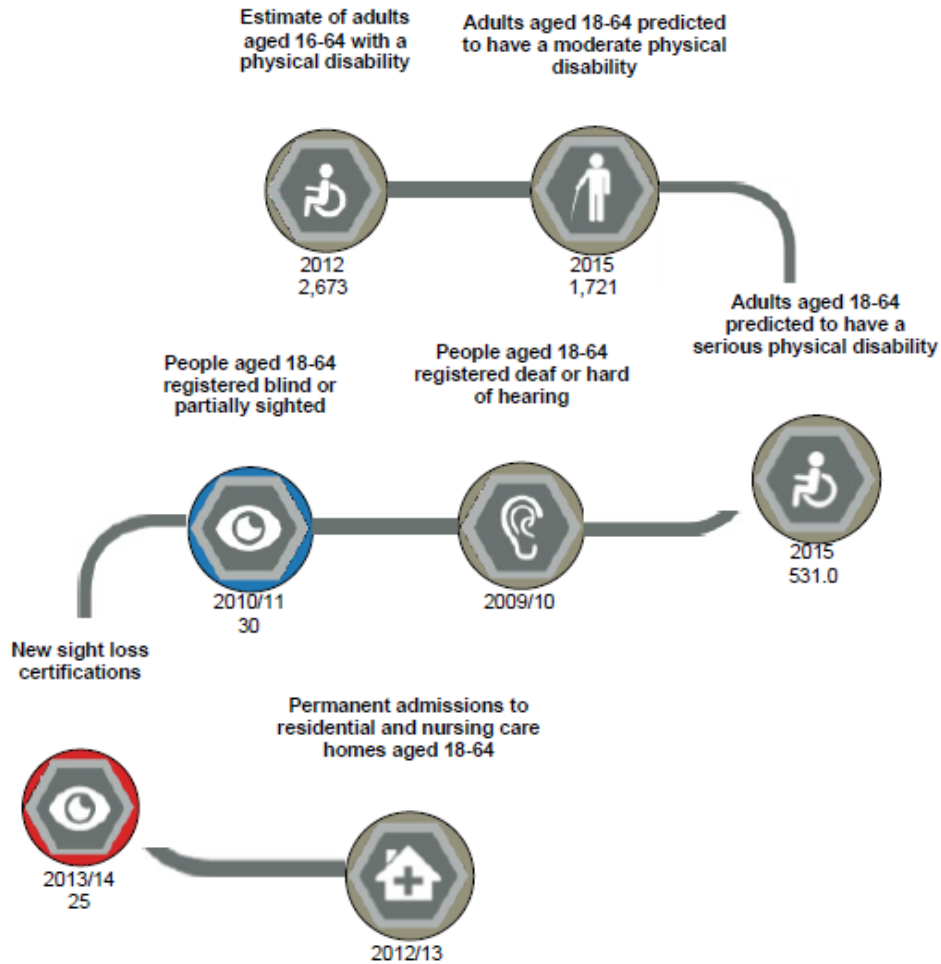 Estimate of adults
aged 16-64 with a
physical disability
Adults aged 18-64 predicted
to have a moderate physical
disability
2012
2,673
2015
1,721
Adults aged 18-64
predicted to have a
serious physical disability
People aged 18-64
registered blind or
partially sighted
People aged 18-64
registered deaf or hard
of hearing
2015
531.0
2010/11
30
2009/10
New sight loss
certifications
Permanent admissions to
residential and nursing care
homes aged 18-64
2013/14
25
2012/13